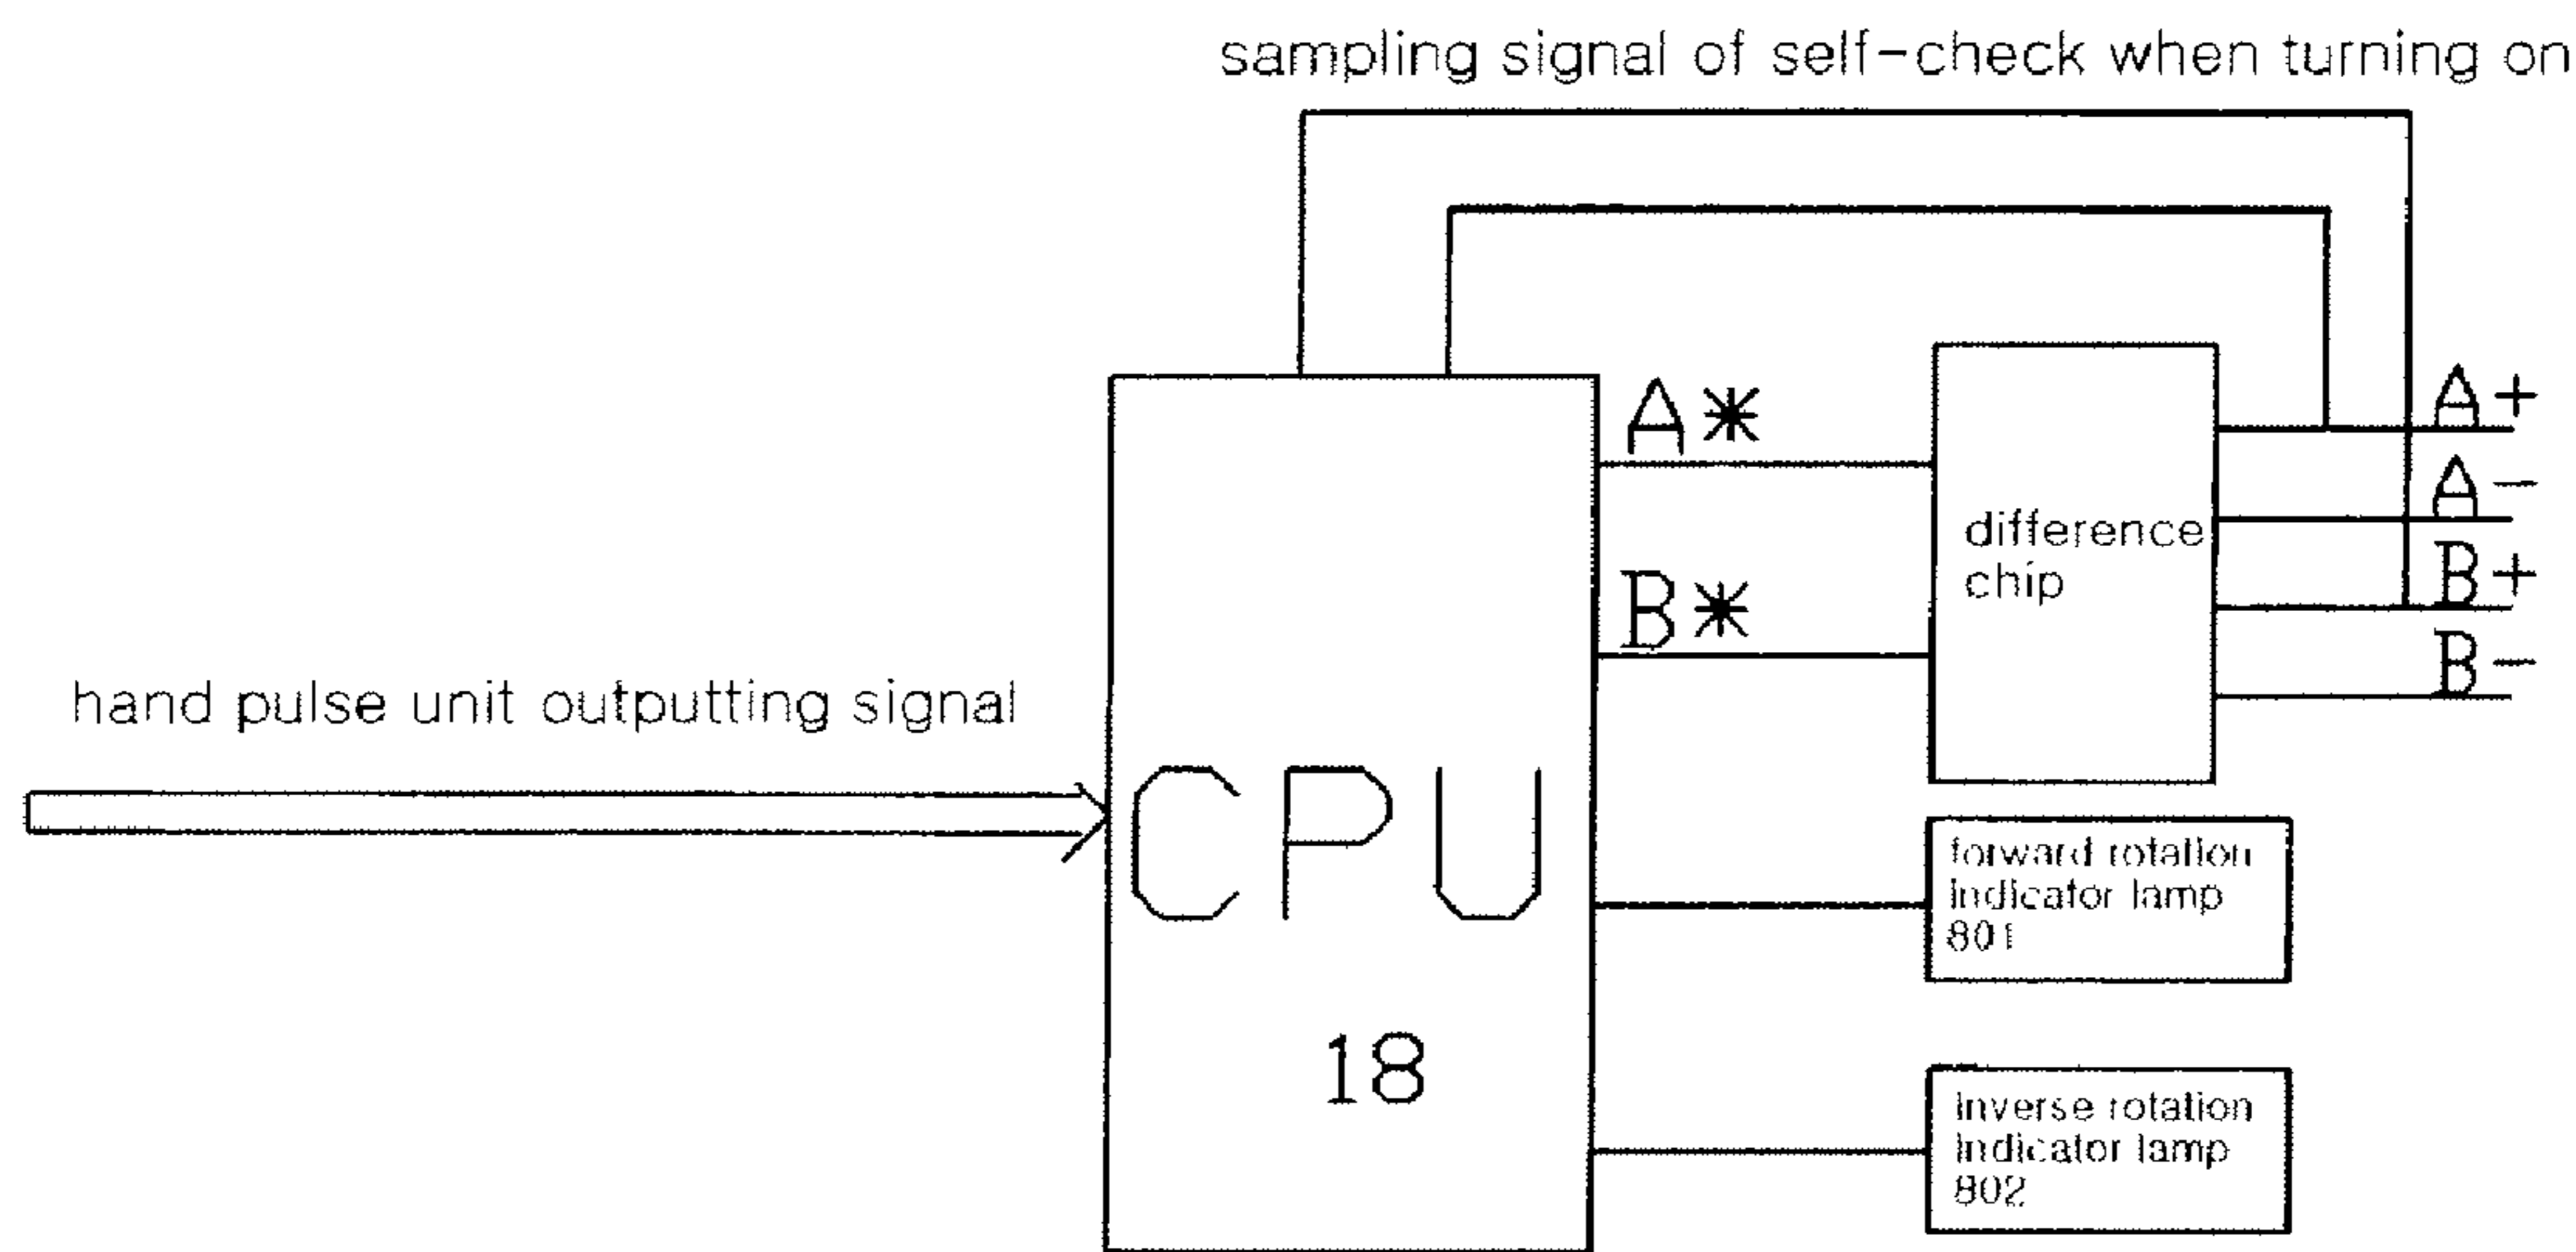 sampling signal of self-check when turning on
A+
A*
A-
difference
chip
B+
B*
B-
hand pulse unit outputting signal
CPU
18
forward rotation
indicator lamp
801
Inverse rotation
Indicator lamp
802